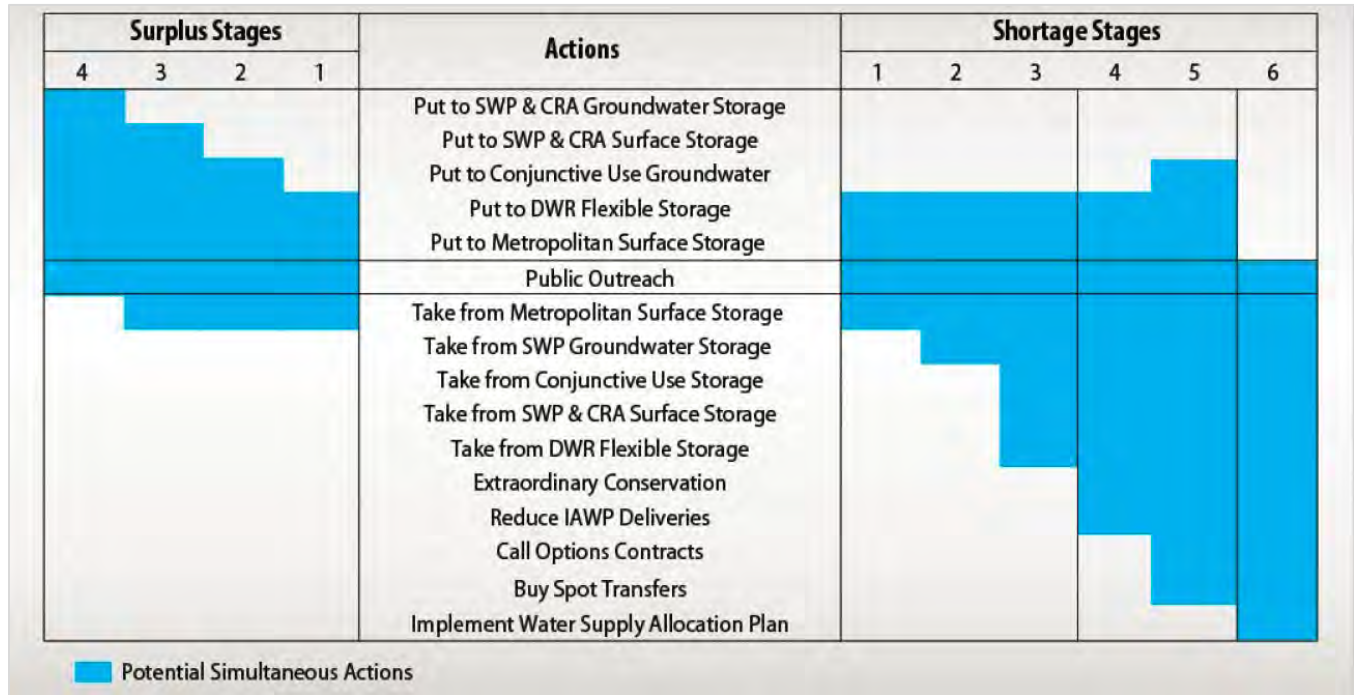 Surplus Stages
Actions
Shortage Stages
4 3 2 1
1 2 3 4 5 6
Put to SWP & CRA Groundwater Storage
Put to SWP & CRA Surface Storage
Put to Conjunctive Use Groundwater
Put to DWR Flexible Storage
Put to Metropolitan Surface Storage
Public Outreach
Take from Metropolitan Surface Storage
Take from SWP Groundwater Storage
Take from Conjunctive Use Storage
Take from SWP & CRA Surface Storage
Take from DWR Flexible Storage
Extraordinary Conservation
Reduce IAWP Deliveries
Call Options Contracts
Buy Spot Transfers
Implement Water Supply Allocation Plan
Potential Simultaneous Actions